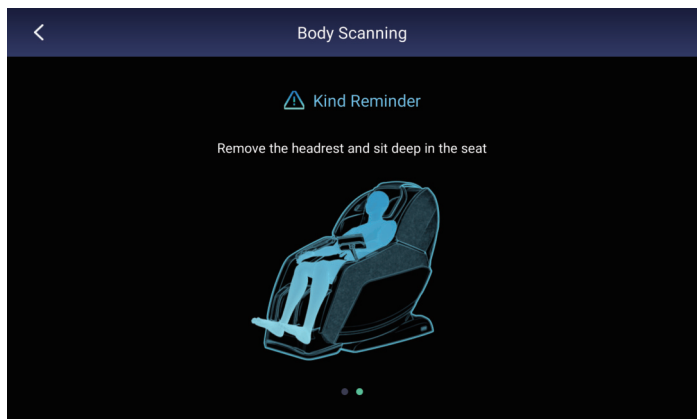 Body Scanning
Kind Reminder
Remove the headrest and sit deep in the seat